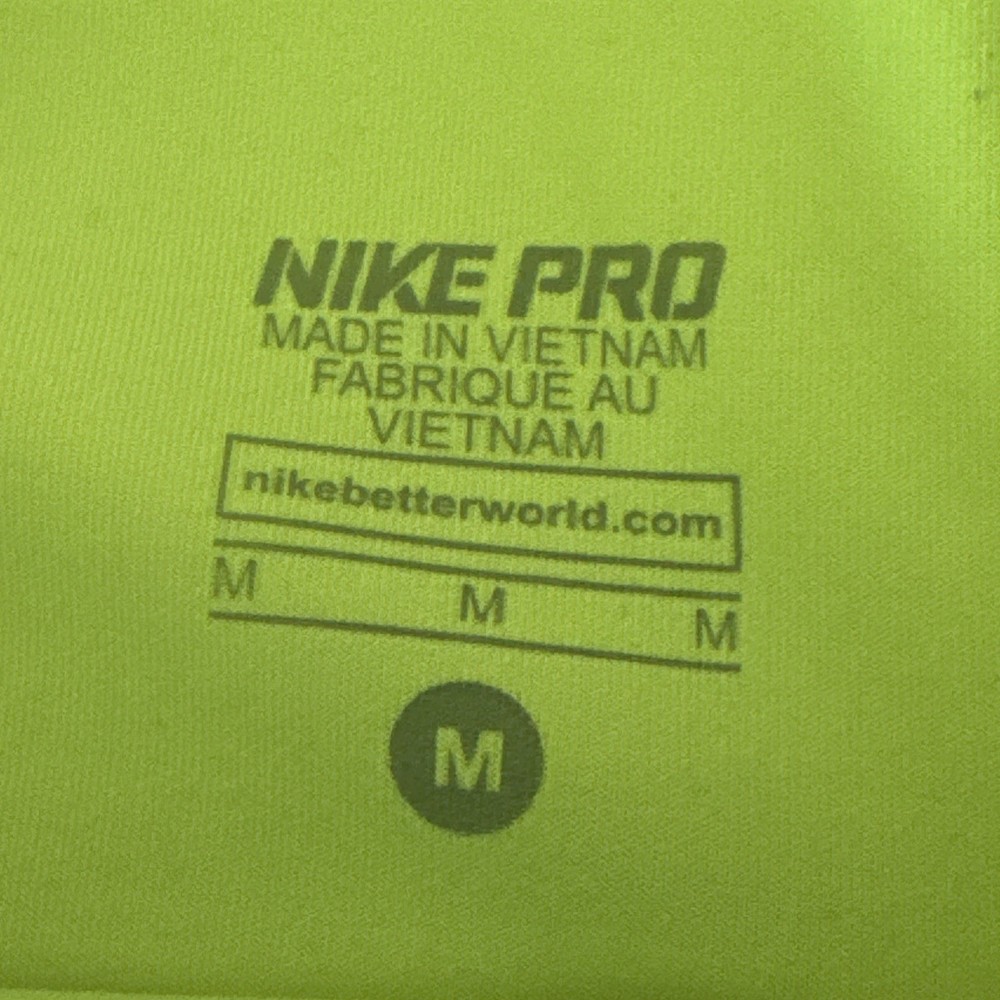 NIKE PRO
MADE IN VIETNAM
FABRIQUE AU
VIETNAM
nikebetterworld.com
M M M
M